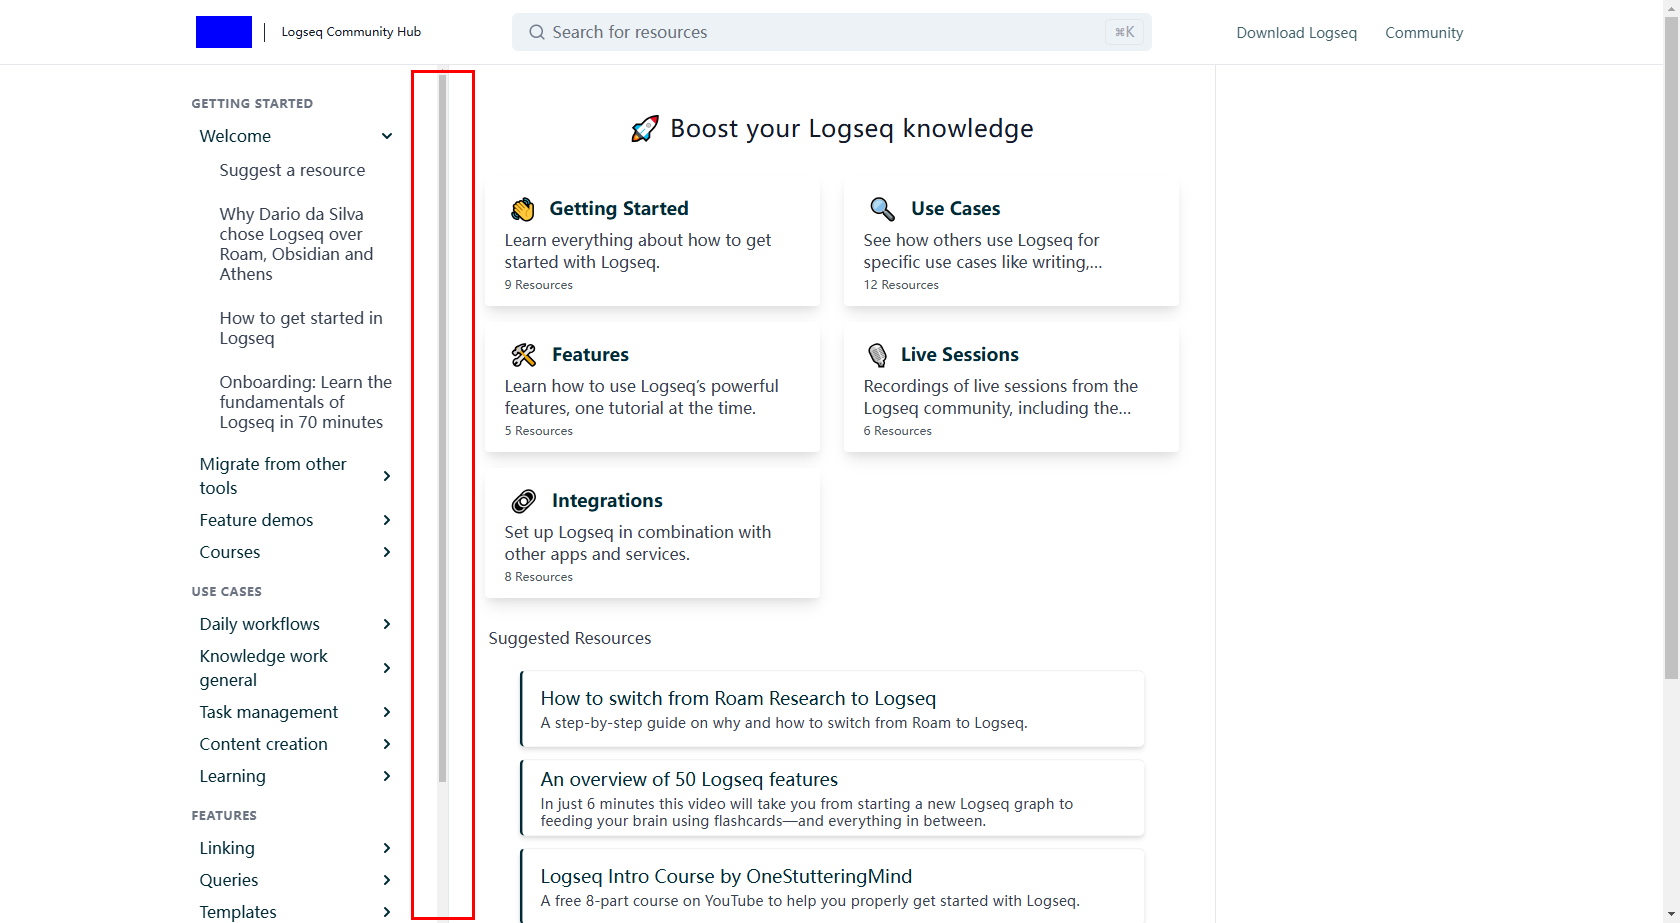 Logseq Community Hub
Search for resources
⌘K
Download Logseq
Community
GETTING STARTED
Welcome
Suggest a resource
Why Dario da Silva
chose Logseq over
Roam, Obsidian and
Athens
How to get started in
Logseq
Onboarding: Learn the
fundamentals of
Logseq in 70 minutes
Migrate from other
tools
Feature demos
Courses
USE CASES
Daily workflows
Knowledge work
general
Task management
Content creation
Learning
FEATURES
Linking
Queries
Templates
Boost your Logseq knowledge
Getting Started
Learn everything about how to get
started with Logseq.
9 Resources
Use Cases
See how others use Logseq for
specific use cases like writing,...
12 Resources
Features
Learn how to use Logseq’s powerful
features, one tutorial at the time.
5 Resources
Live Sessions
Recordings of live sessions from the
Logseq community, including the...
6 Resources
Integrations
Set up Logseq in combination with
other apps and services.
8 Resources
Suggested Resources
How to switch from Roam Research to Logseq
A step-by-step guide on why and how to switch from Roam to Logseq.
An overview of 50 Logseq features
In just 6 minutes this video will take you from starting a new Logseq graph to
feeding your brain using flashcards—and everything in between.
Logseq Intro Course by OneStutteringMind
A free 8-part course on YouTube to help you properly get started with Logseq.